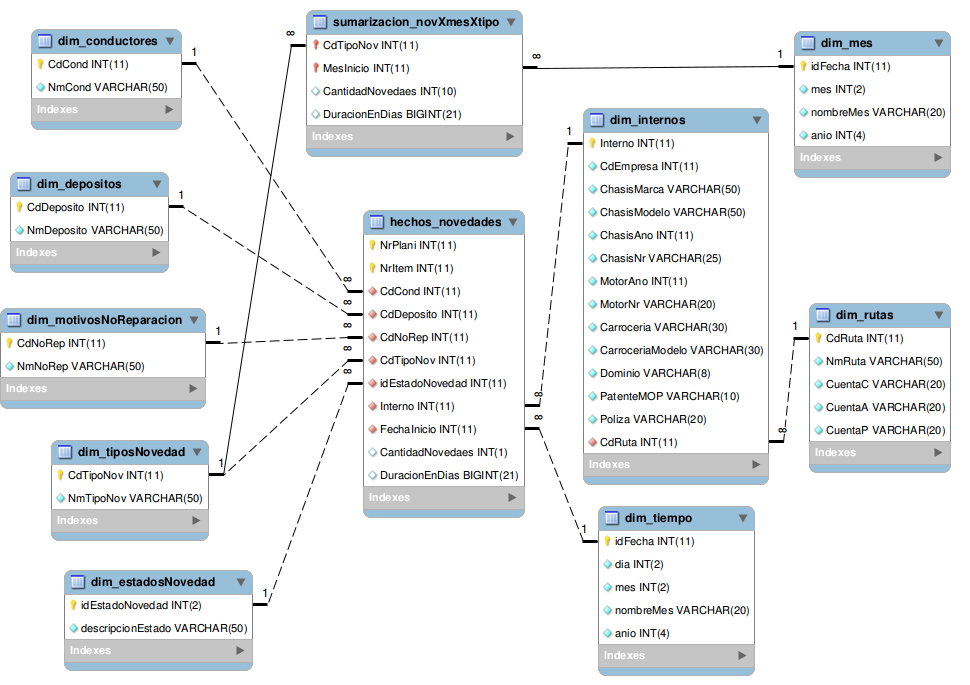 dim_conductores
CdCond INT(11)
NmCond VARCHAR(50)
Indexes
sumarizacion_novXmesXtipo
CdTipoNov INT(11)
MesInicio INT(11)
CantidadNovedaes INT(10)
DuracionEnDias BIGINT(21)
Indexes
dim_mes
idFecha INT(11)
mes INT(2)
nombreMes VARCHAR(20)
anio INT(4)
Indexes
dim_internos
Interno INT(11)
CdEmpresa INT(11)
ChasisMarca VARCHAR(50)
ChasisModelo VARCHAR(50)
ChasisAno INT(11)
ChasisNr VARCHAR(25)
MotorAno INT(11)
MotorNr VARCHAR(20)
Carroceria VARCHAR(30)
CarroceriaModelo VARCHAR(30)
Dominio VARCHAR(8)
PatenteMOP VARCHAR(10)
Poliza VARCHAR(20)
CdRuta INT(11)
Indexes
dim_depositos
CdDeposito INT(11)
NmDeposito VARCHAR(50)
Indexes
hechos_novedades
NrPlani INT(11)
NrItem INT(11)
CdCond INT(11)
CdDeposito INT(11)
CdNoRep INT(11)
CdTipoNov INT(11)
idEstadoNovedad INT(11)
Interno INT(11)
FechaInicio INT(11)
CantidadNovedaes INT(1)
DuracionEnDias BIGINT(21)
Indexes
dim_motivosNoReparacion
CdNoRep INT(11)
NmNoRep VARCHAR(50)
Indexes
dim_rutas
CdRuta INT(11)
NmRuta VARCHAR(50)
CuentaC VARCHAR(20)
CuentaA VARCHAR(20)
CuentaP VARCHAR(20)
Indexes
dim_tiposNovedad
CdTipoNov INT(11)
NmTipoNov VARCHAR(50)
Indexes
dim_tiempo
idFecha INT(11)
dia INT(2)
mes INT(2)
nombreMes VARCHAR(20)
anio INT(4)
Indexes
dim_estadosNovedad
idEstadoNovedad INT(2)
descripcionEstado VARCHAR(50)
Indexes
1
∞
∞
1
1
1
1
1
1
1
1
∞
∞
∞
∞
∞
∞
∞
∞